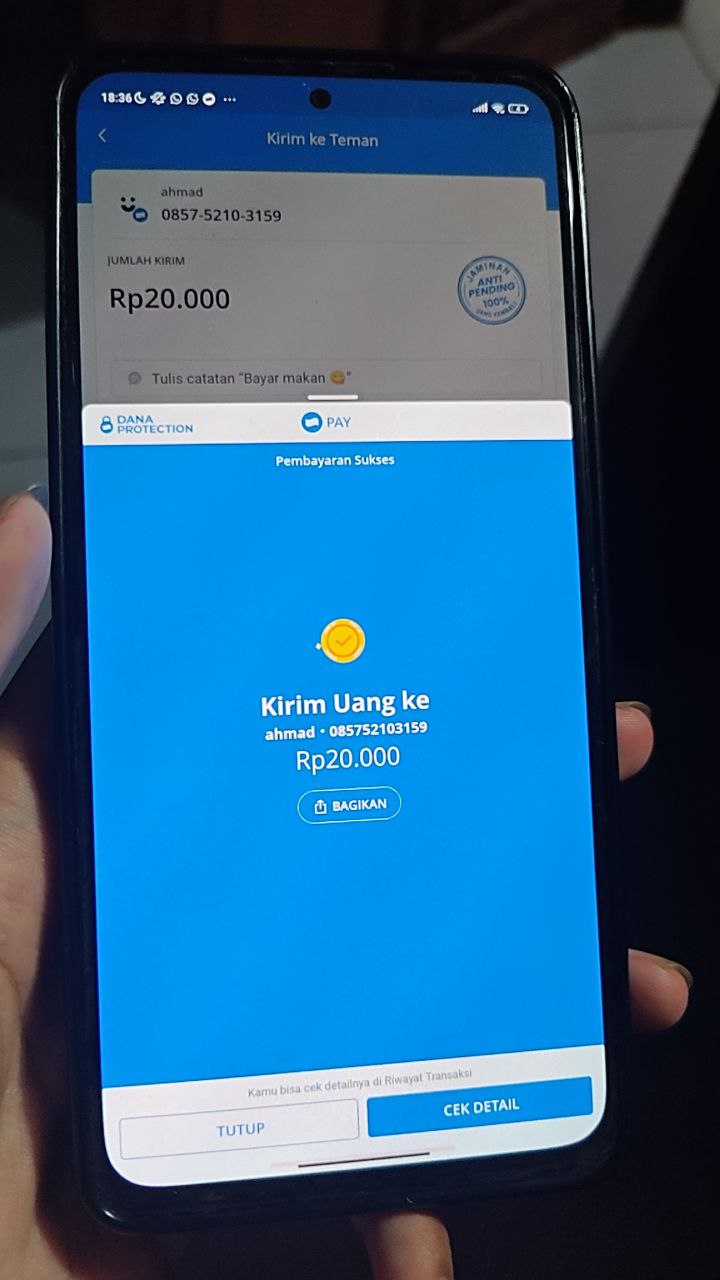 18:36
Kirim ke Teman
ahmad
0857-5210-3159
JUMLAH KIRIM
Rp20.000
JAMINAN
ANTI
PENDING
100%
UANG KEMBALI
Tulis catatan "Bayar makan 😋"
DANA
PROTECTION
PAY
Pembayaran Sukses
Kirim Uang ke
ahmad • 085752103159
Rp20.000
BAGIKAN
Kamu bisa cek detailnya di Riwayat Transaksi
TUTUP
CEK DETAIL